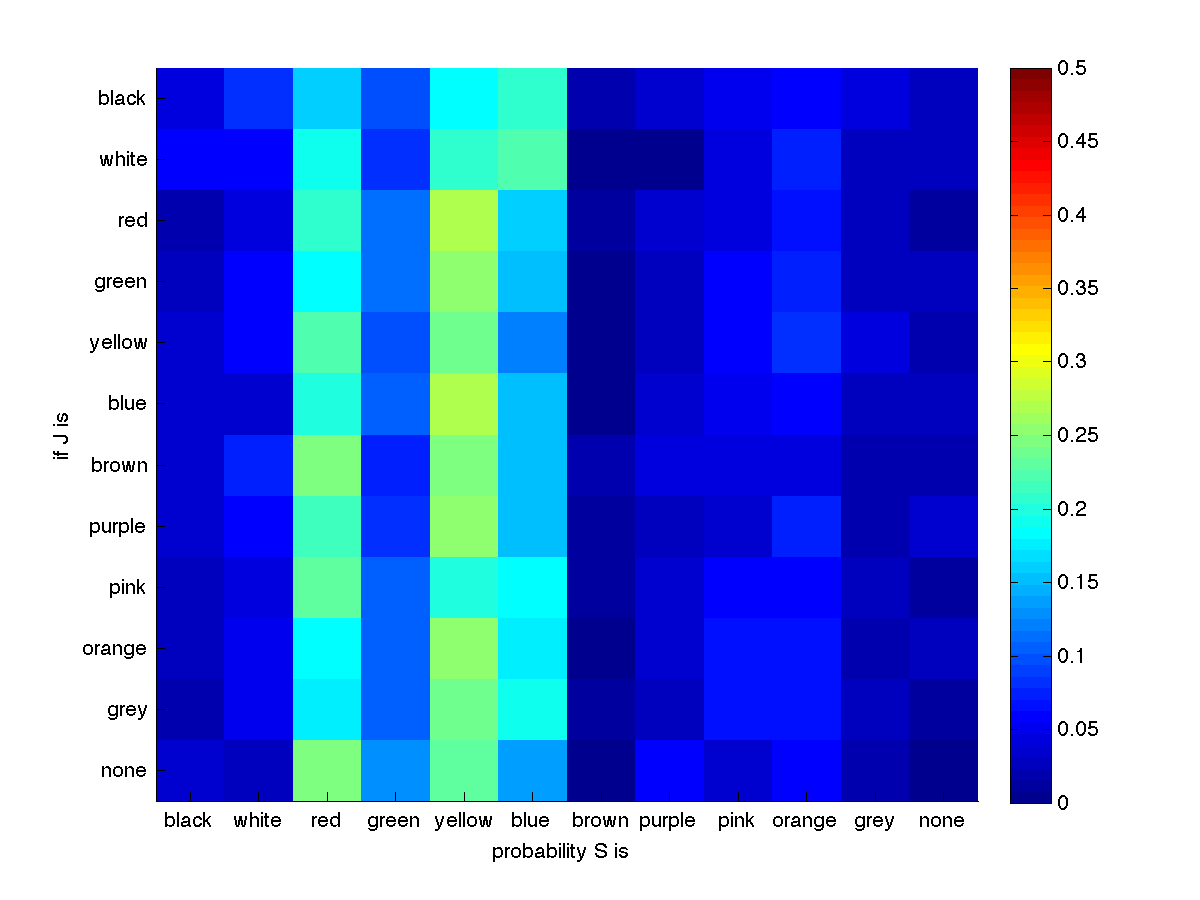 black
white
red
green
yellow
blue
brown
purple
pink
orange
grey
none
if J is
black white red green yellow blue brown purple pink orange grey none
probability S is
0.5
0.45
0.4
0.35
0.3
0.25
0.2
0.15
0.1
0.05
0